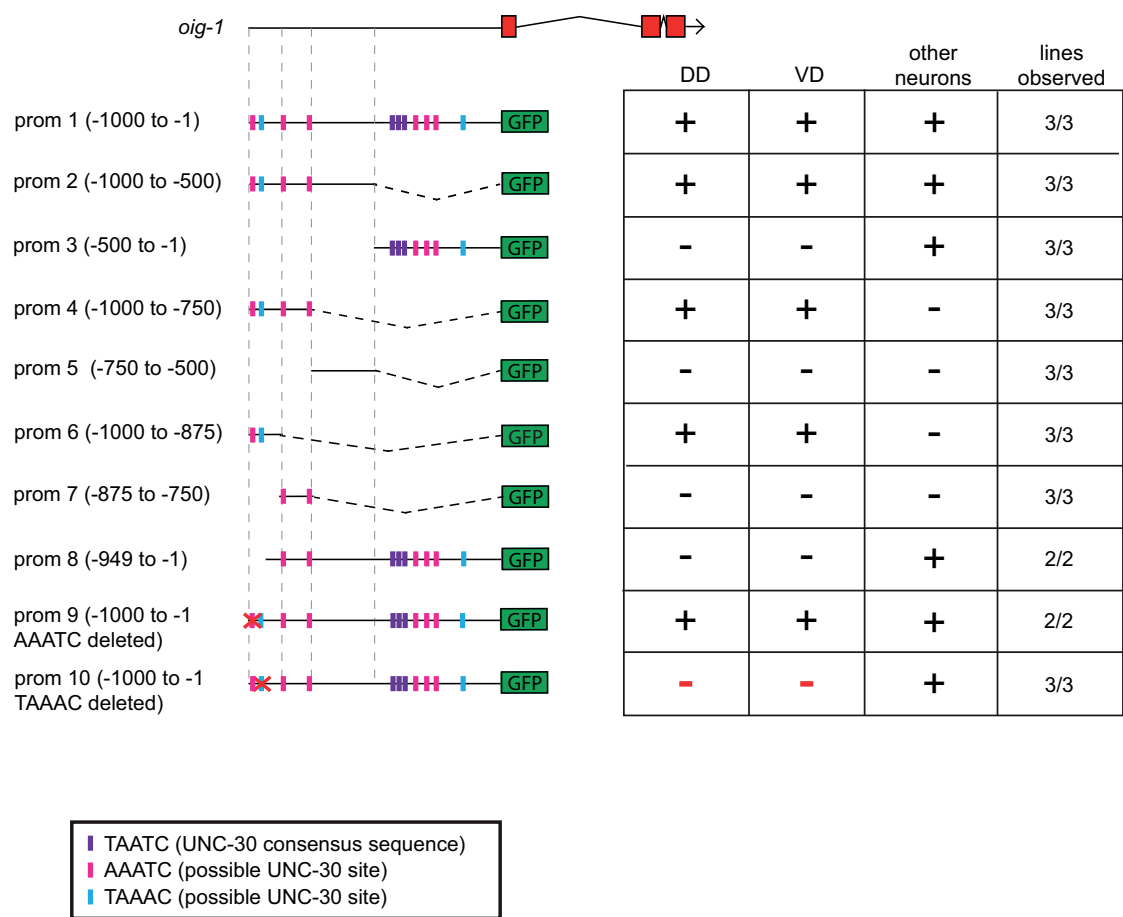 oig-1
DD VD other neurons lines observed
prom 1 (-1000 to -1) GFP + + + 3/3
prom 2 (-1000 to -500) GFP + + + 3/3
prom 3 (-500 to -1) GFP - - + 3/3
prom 4 (-1000 to -750) GFP + + - 3/3
prom 5 (-750 to -500) GFP - - - 3/3
prom 6 (-1000 to -875) GFP + + - 3/3
prom 7 (-875 to -750) GFP - - - 3/3
prom 8 (-949 to -1) GFP - - + 2/2
prom 9 (-1000 to -1 GFP + + + 2/2
AAATC deleted)
prom 10 (-1000 to -1 GFP - - + 3/3
TAAAC deleted)
TAATC (UNC-30 consensus sequence)
AAATC (possible UNC-30 site)
TAAAC (possible UNC-30 site)